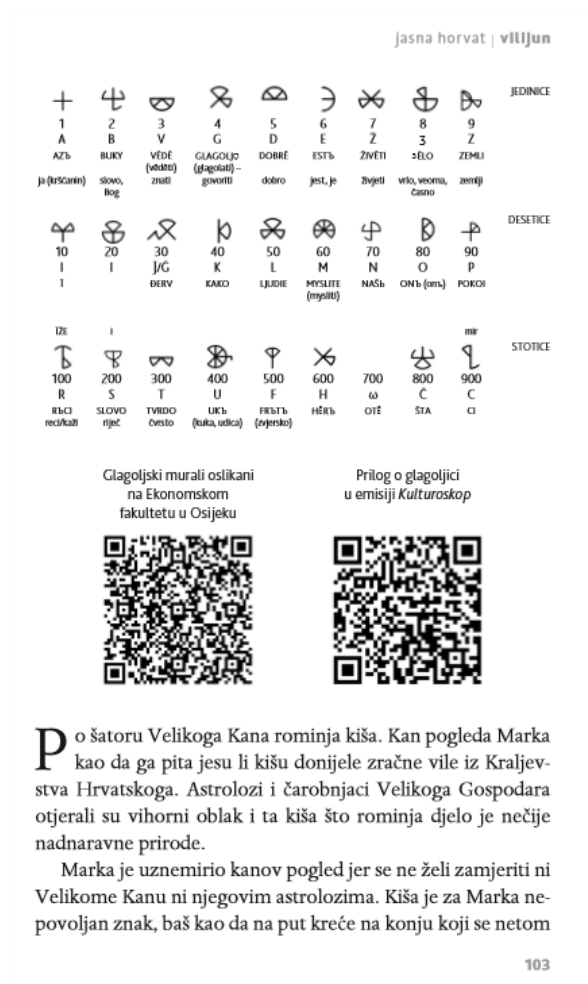 jasna horvat | vilijun
JEDINICE
1 2 3 4 5 6 7 8 9
A B V G D E Ž Ʒ Z
AZЪ BUKY VĚDĚ (věděti) GLAGOLJǪ (glagolati) – DOBRĚ ESTЪ ŽIVĚTI ƷĚLO ZEMLI
ja (kršćanin) slovo, Bog znati govoriti dobro jest, je živjeti vrlo, veoma, časno zemlji
DESETICE
10 20 30 40 50 60 70 80 90
I I J/Ǵ K L M N O P
Ï ĐERV KAKO LJUDIE MYSLITE (mysliti) NAŠЬ ONЪ (onъ) POKOI
ÏŽE I mir
STOTICE
100 200 300 400 500 600 700 800 900
R S T U F H ω Ć C
RЬCI SLOVO TVRDO UKЪ FRЬTЪ HĚRЪ OTĚ ŠTA CI
reci/kaži riječ čvrsto (kuka, udica) (zvjersko)
Glagoljski murali oslikani
na Ekonomskom
fakultetu u Osijeku
Prilog o glagoljici
u emisiji Kulturoskop
Po šatoru Velikoga Kana rominja kiša. Kan pogleda Marka
kao da ga pita jesu li kišu donijele zračne vile iz Kraljev-
stva Hrvatskoga. Astrolozi i čarobnjaci Velikoga Gospodara
otjerali su vihorni oblak i ta kiša što rominja djelo je nečije
nadnaravne prirode.
Marka je uznemirio kanov pogled jer se ne želi zamjeriti ni
Velikome Kanu ni njegovim astrolozima. Kiša je za Marka ne-
povoljan znak, baš kao da na put kreće na konju koji se netom
103